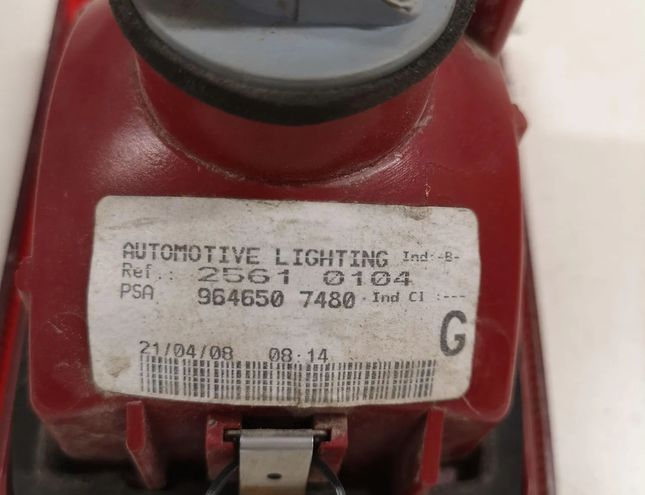 AUTOMOTIVE LIGHTING Ind:-B-
Ref.: 2561 0104
PSA 964650 7480 · Ind CI :---
G
21/04/08 08:14